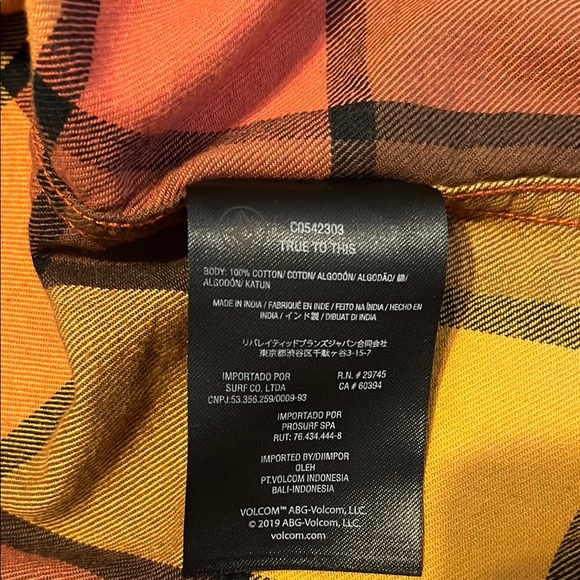 C0542303
TRUE TO THIS
BODY: 100% COTTON/ COTON/ ALGODÓN/ ALGODÃO/ 綿/
ALGODÓN/ KATUN
MADE IN INDIA / FABRIQUÉ EN INDE / FEITO NA ÍNDIA / HECHO EN
INDIA / インド製 / DIBUAT DI INDIA
リバレイティッドブランズジャパン合同会社
東京都渋谷区千駄ヶ谷3-15-7
IMPORTADO POR
SURF CO. LTDA
CNPJ:53.356.259/0009-93
R.N. # 29745
CA # 60394
IMPORTADO POR
PROSURF SPA
RUT: 76.434.444-8
IMPORTED BY/DIIMPOR
OLEH
PT.VOLCOM INDONESIA
BALI-INDONESIA
VOLCOM™ ABG-Volcom, LLC.
© 2019 ABG-Volcom, LLC.
volcom.com